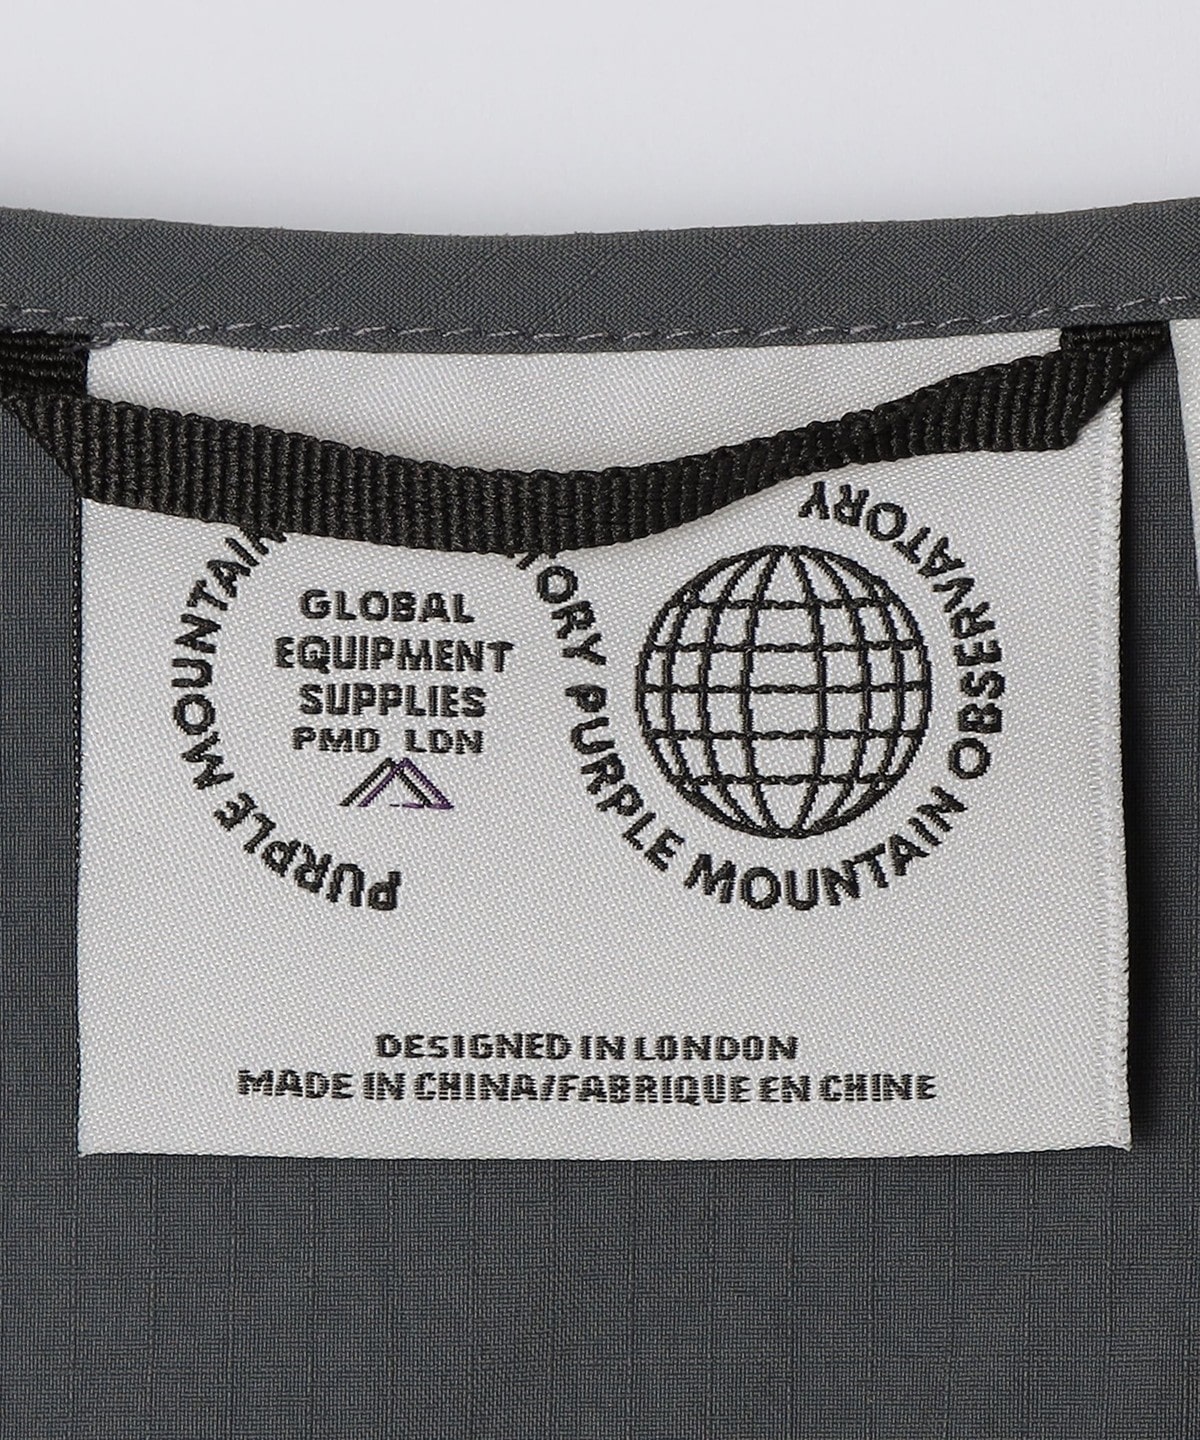 PURPLE MOUNTAIN
GLOBAL
EQUIPMENT
SUPPLIES
PMO LDN
PURPLE MOUNTAIN OBSERVATORY
DESIGNED IN LONDON
MADE IN CHINA/FABRIQUE EN CHINE